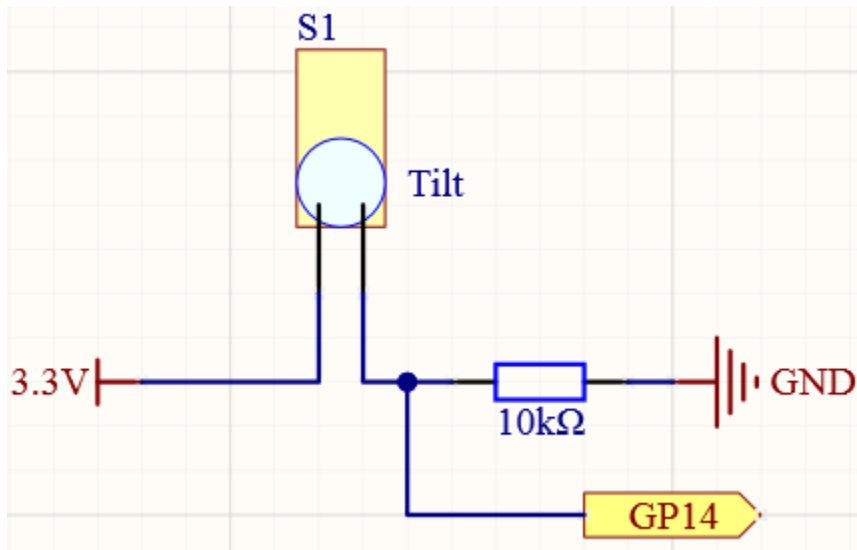 S1
Tilt
3.3V
GND
10kΩ
GP14